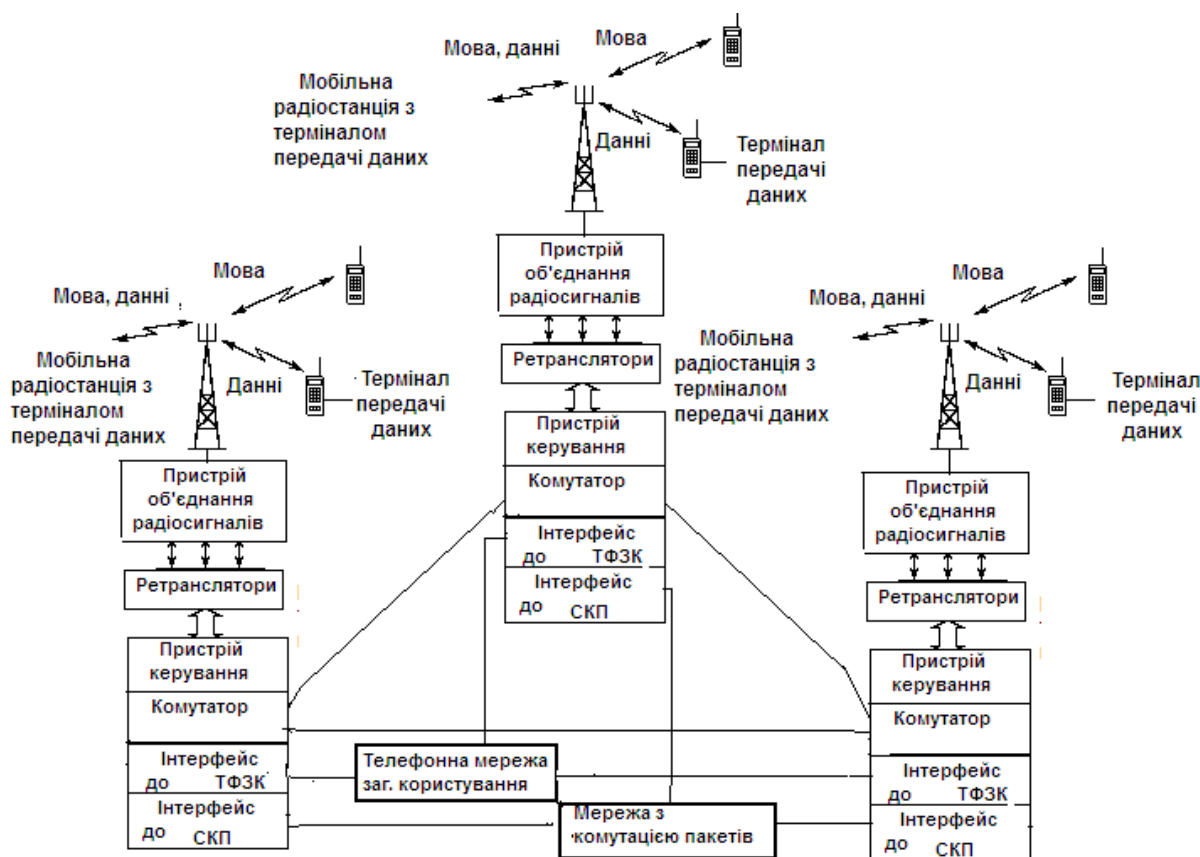 Мова, данні
Мова
Мобільна
радіостанція з
терміналом
передачі даних
Данні
Термінал
передачі
даних
Пристрій
об'єднання
радіосигналів
Ретранслятори
Пристрій
керування
Комутатор
Інтерфейс
до ТФЗК
Інтерфейс
до СКП
Мова
Мова, данні
Мобільна
радіостанція з
терміналом
передачі даних
Данні
Термінал
передачі
даних
Пристрій
об'єднання
радіосигналів
Ретранслятори
Пристрій
керування
Комутатор
Інтерфейс
до ТФЗК
Інтерфейс
до СКП
Мова
Мова, данні
Мобільна
радіостанція з
терміналом
передачі даних
Данні
Термінал
передачі
даних
Пристрій
об'єднання
радіосигналів
Ретранслятори
Пристрій
керування
Комутатор
Інтерфейс
до ТФЗК
Інтерфейс
до СКП
Телефонна мережа
заг. користування
Мережа з
комутацією пакетів